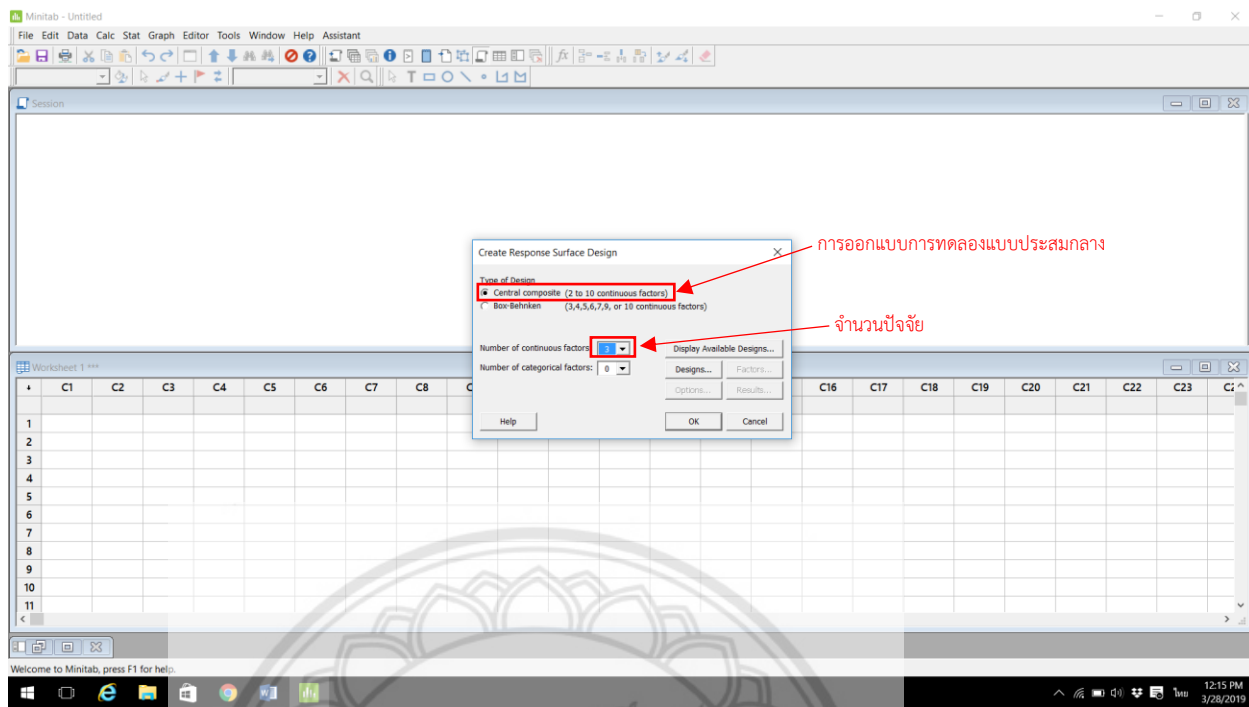 Minitab - Untitled
File Edit Data Calc Stat Graph Editor Tools Window Help Assistant
Session
Create Response Surface Design
Type of Design
Central composite (2 to 10 continuous factors)
Box-Behnken (3,4,5,6,7,9, or 10 continuous factors)
Number of continuous factors: 3
Display Available Designs...
Number of categorical factors: 0
Designs... Factors...
Options... Results...
Help OK Cancel
การออกแบบการทดลองแบบประสมกลาง
จำนวนปัจจัย
Worksheet 1 ***
C1 C2 C3 C4 C5 C6 C7 C8 C16 C17 C18 C19 C20 C21 C22 C23
1
2
3
4
5
6
7
8
9
10
11
Welcome to Minitab, press F1 for help.
ไทย
12:15 PM
3/28/2019